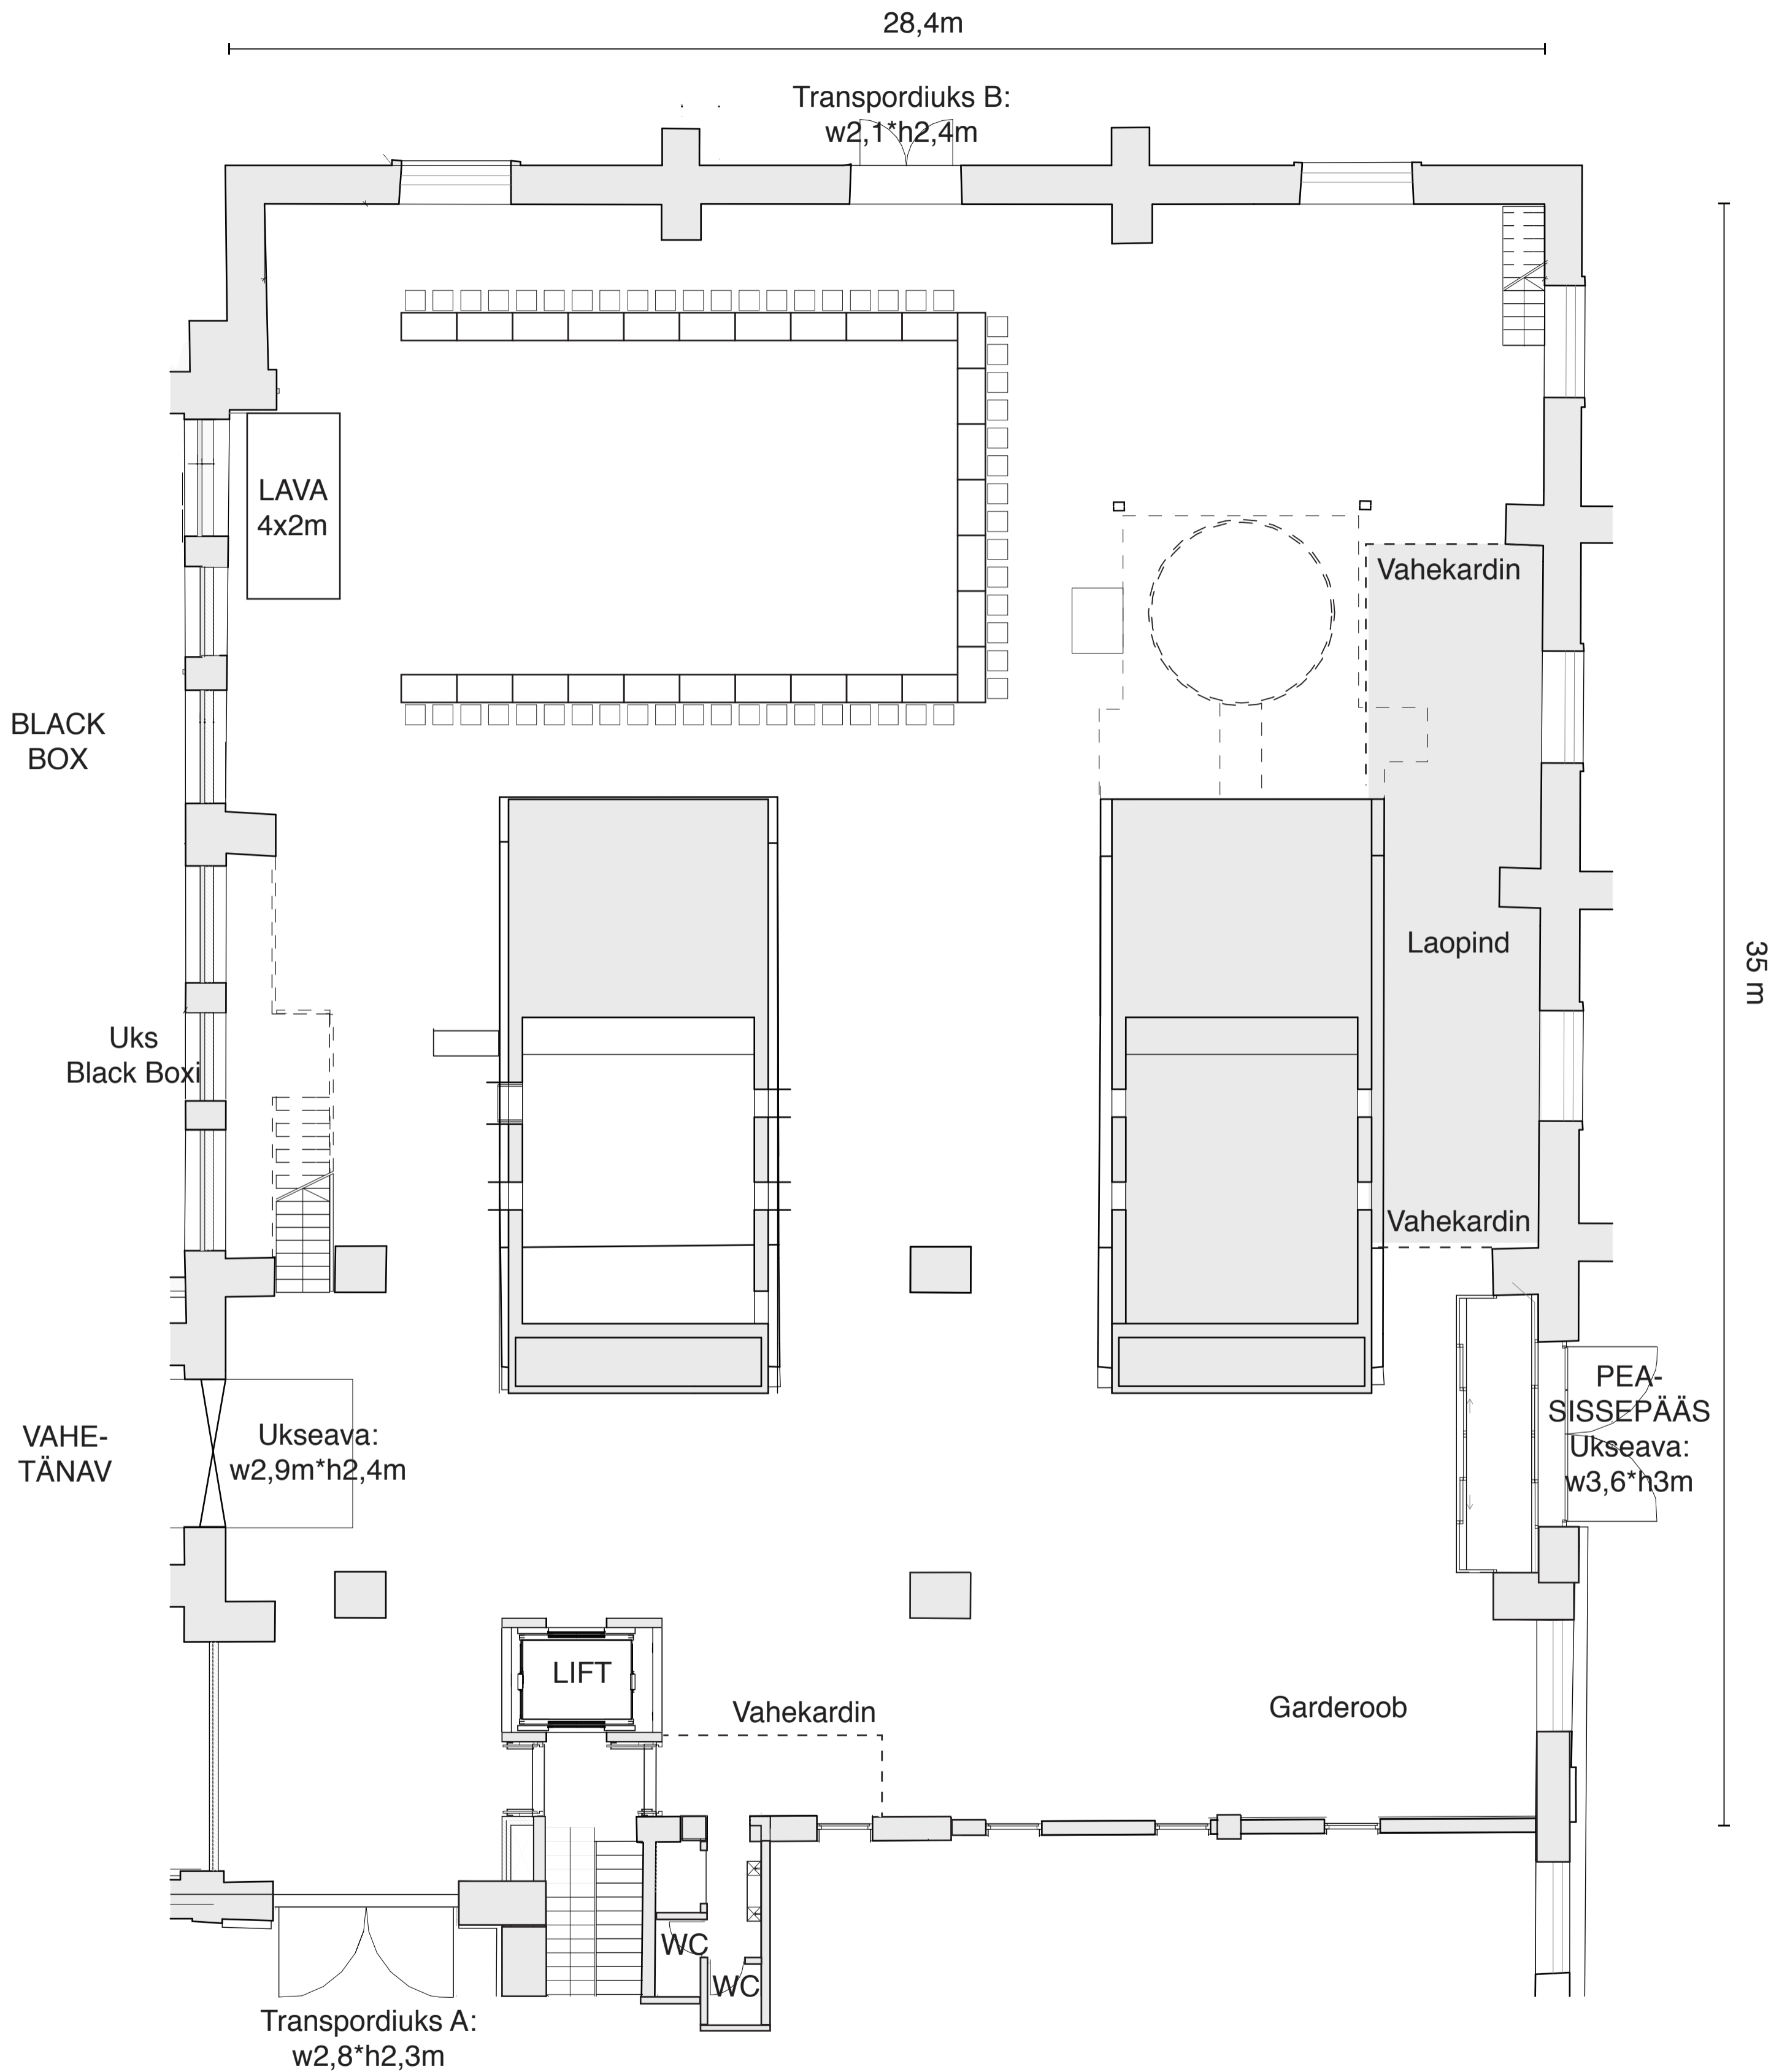 28,4m
Transpordiuks B:
w2,1*h2,4m
LAVA
4x2m
Vahekardin
BLACK
BOX
Laopind
35 m
Uks
Black Boxi
Vahekardin
PEA-
SISSEPÄÄS
Ukseava:
w3,6*h3m
VAHE-
TÄNAV
Ukseava:
w2,9m*h2,4m
LIFT
Vahekardin
Garderoob
WC
WC
Transpordiuks A:
w2,8*h2,3m